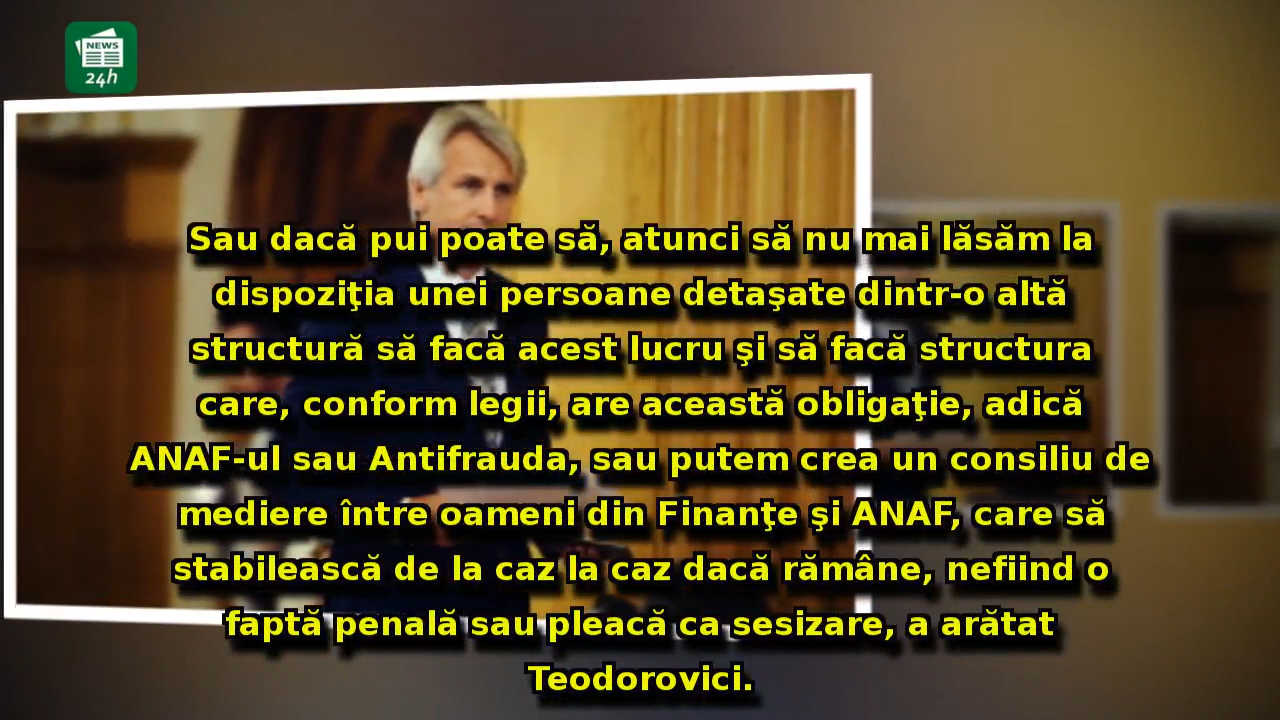 NEWS
24h
Sau dacă pui poate să, atunci să nu mai lăsăm la
dispoziţia unei persoane detaşate dintr-o altă
structură să facă acest lucru şi să facă structura
care, conform legii, are această obligaţie, adică
ANAF-ul sau Antifrauda, sau putem crea un consiliu de
mediere între oameni din Finanţe şi ANAF, care să
stabilească de la caz la caz dacă rămâne, nefiind o
faptă penală sau pleacă ca sesizare, a arătat
Teodorovici.